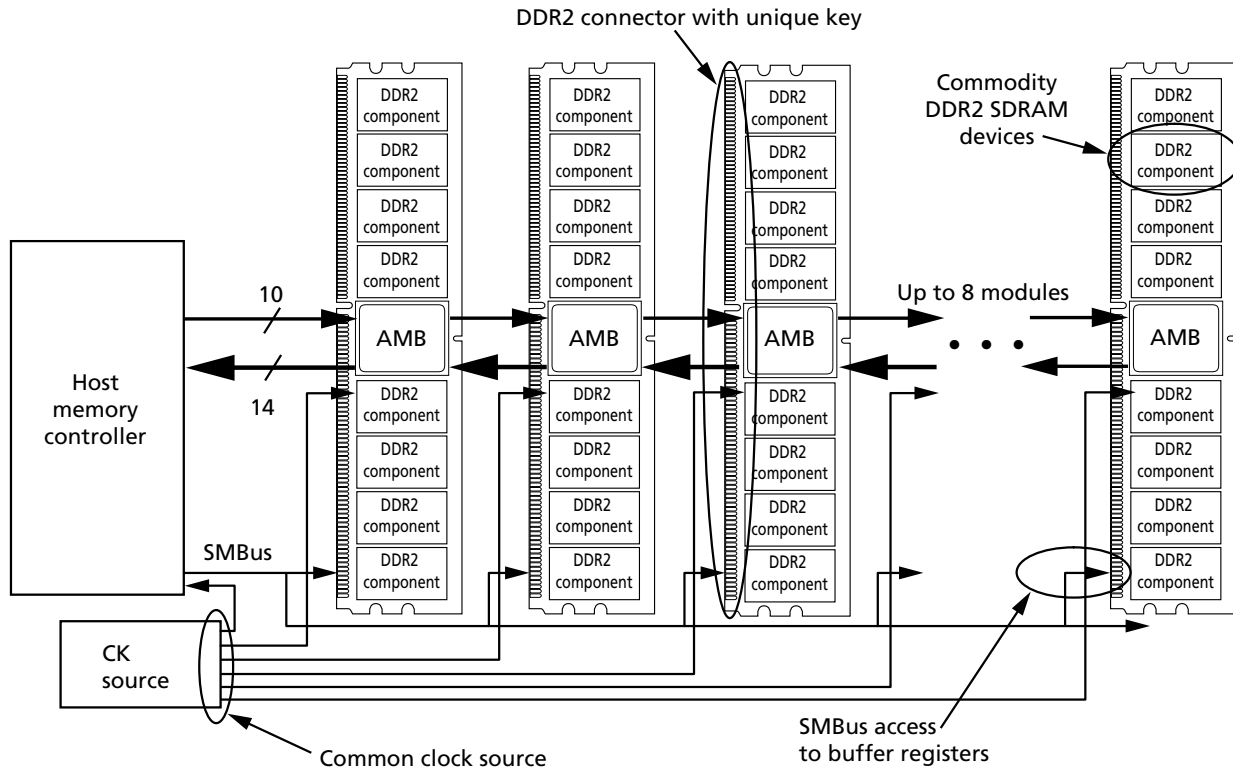 DDR2 connector with unique key
Commodity
DDR2 SDRAM
devices
DDR2
component
DDR2
component
DDR2
component
DDR2
component
AMB
DDR2
component
DDR2
component
DDR2
component
DDR2
component
DDR2
component
DDR2
component
DDR2
component
DDR2
component
AMB
DDR2
component
DDR2
component
DDR2
component
DDR2
component
DDR2
component
DDR2
component
DDR2
component
DDR2
component
AMB
DDR2
component
DDR2
component
DDR2
component
DDR2
component
DDR2
component
DDR2
component
DDR2
component
DDR2
component
AMB
DDR2
component
DDR2
component
DDR2
component
DDR2
component
Up to 8 modules
• • •
10
14
Host
memory
controller
SMBus
CK
source
Common clock source
SMBus access
to buffer registers